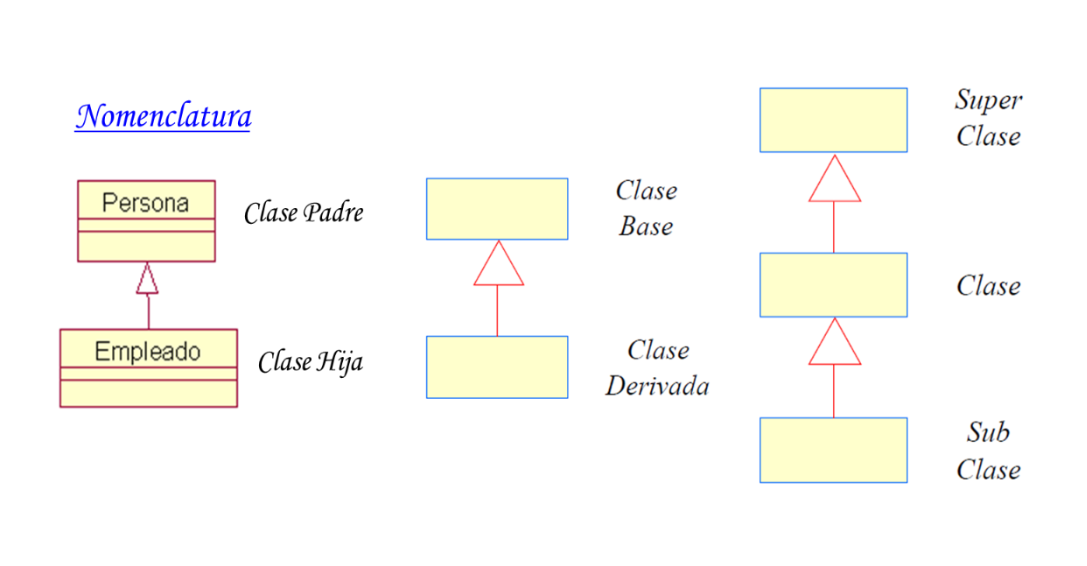 Nomenclatura
Persona
Clase Padre
Empleado
Clase Hija
Clase
Base
Clase
Derivada
Super
Clase
Clase
Sub
Clase